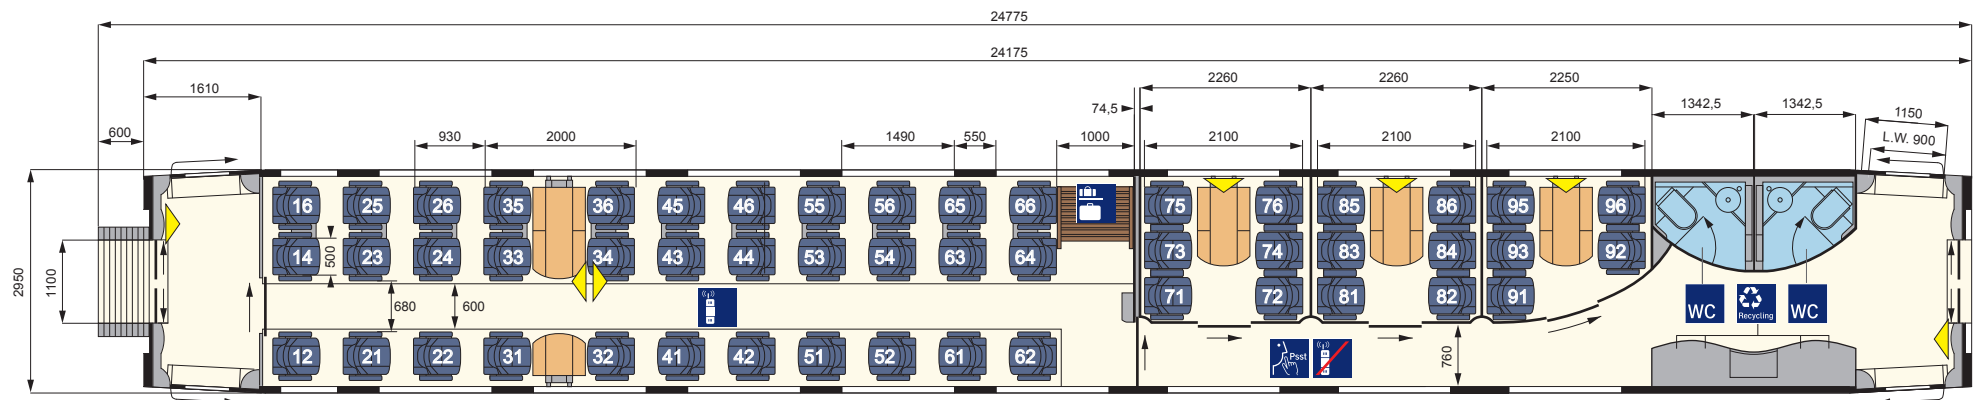 24775
24175
2260 2260 2250
1610 74,5 1342,5 1342,5 1150
600 930 2000 1490 550 1000 2100 2100 2100 L.W. 900
16 25 26 35 36 45 46 55 56 65 66 75 76 85 86 95 96
14 23 24 33 34 43 44 53 54 63 64 73 74 83 84 93 92
500
2950 1100 680 600 71 72 81 82 91
WC Recycling WC
12 21 22 31 32 41 42 51 52 61 62 Psst 760